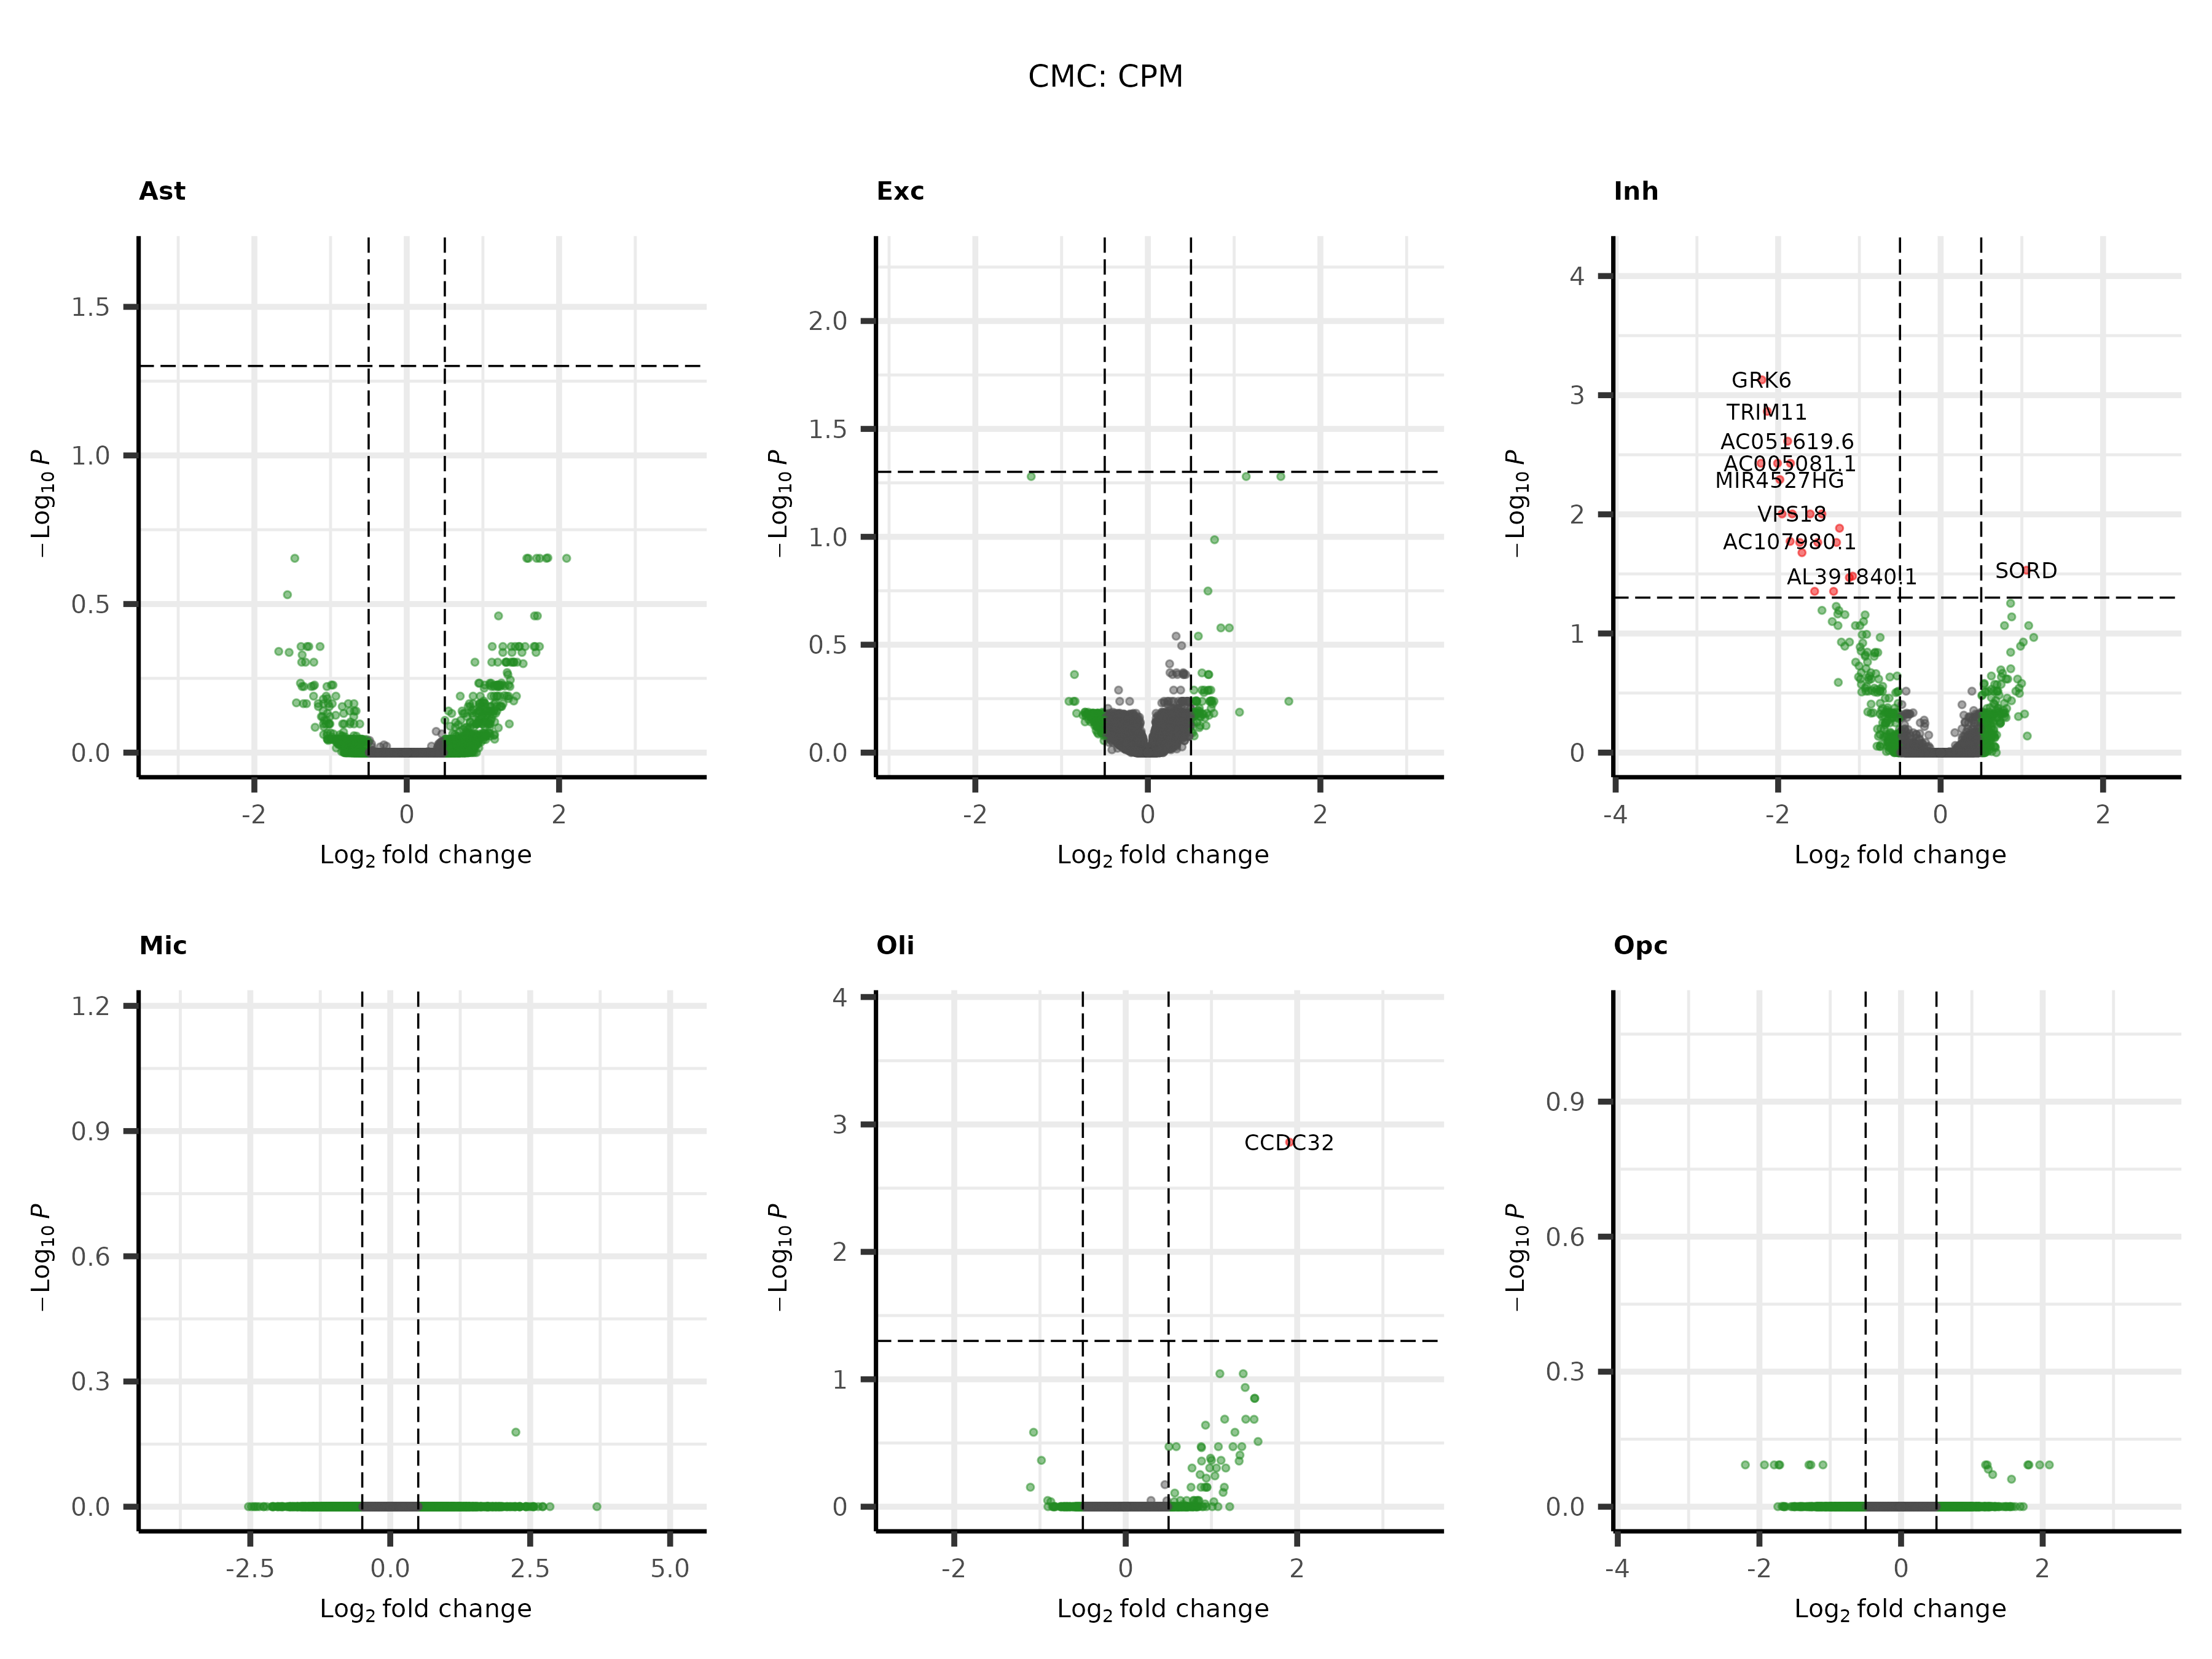 CMC: CPM
Ast
Exc
Inh
1.5
1.0
0.5
0.0
−Log10 P
-2 0 2
Log2 fold change
2.0
1.5
1.0
0.5
0.0
−Log10 P
-2 0 2
Log2 fold change
4
3
2
1
0
−Log10 P
GRK6
TRIM11
AC051619.6
AC005081.1
MIR4527HG
VPS18
AC107980.1
SORD
AL391840.1
-4 -2 0 2
Log2 fold change
Mic
Oli
Opc
1.2
0.9
0.6
0.3
0.0
−Log10 P
-2.5 0.0 2.5 5.0
Log2 fold change
4
3
2
1
0
−Log10 P
CCDC32
-2 0 2
Log2 fold change
0.9
0.6
0.3
0.0
−Log10 P
-4 -2 0 2
Log2 fold change